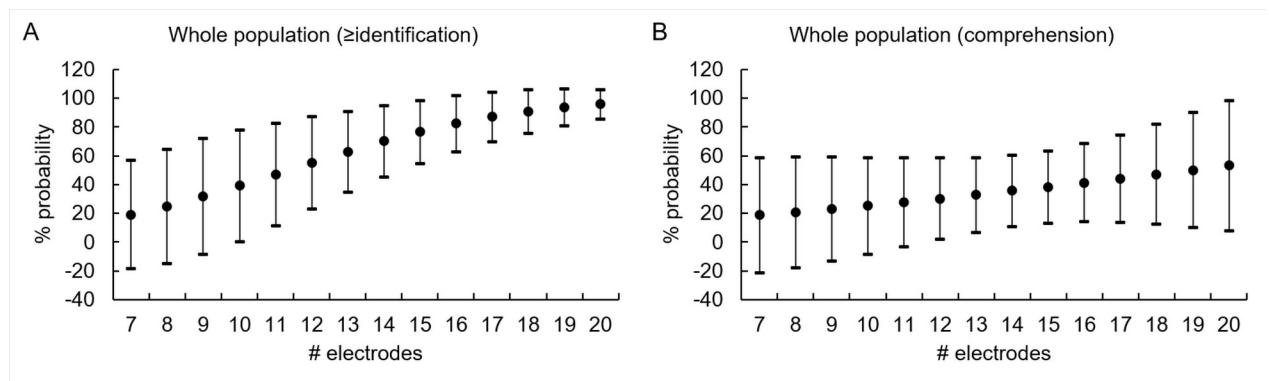 A
Whole population (≥identification)
120
100
80
60
40
20
0
-20
-40
% probability
7 8 9 10 11 12 13 14 15 16 17 18 19 20
# electrodes
B
Whole population (comprehension)
120
100
80
60
40
20
0
-20
-40
% probability
7 8 9 10 11 12 13 14 15 16 17 18 19 20
# electrodes